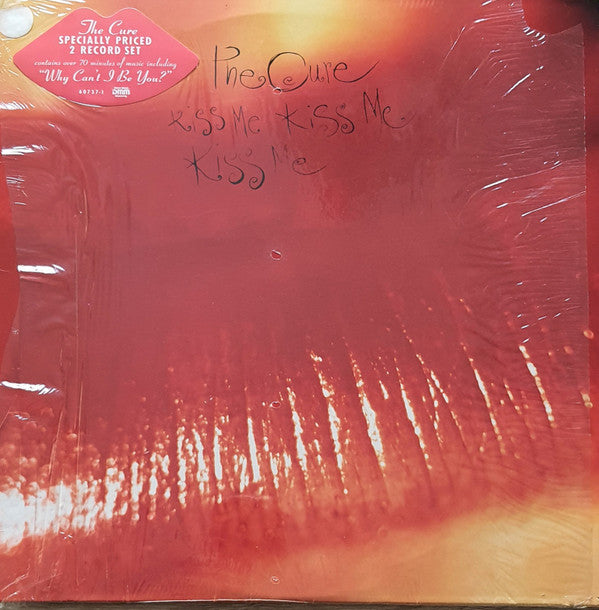 The Cure
SPECIALLY PRICED
2 RECORD SET
contains over 70 minutes of music including
"Why Can't I Be You?"
60737-1
DMM
The Cure
Kiss Me Kiss Me
Kiss Me